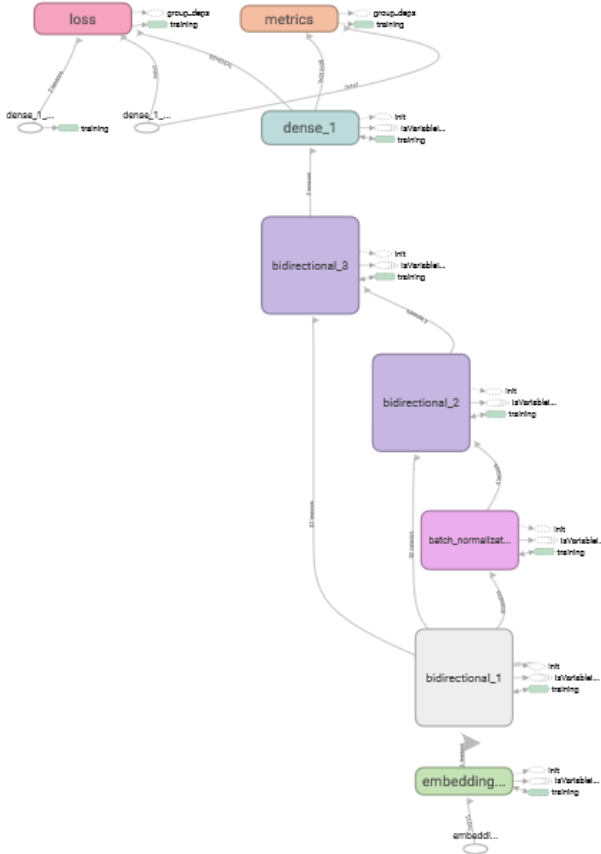 loss
group_deps
training
metrics
group_deps
training
dense_1_...
training
dense_1_...
dense_1
init
isVariableI...
training
bidirectional_3
init
isVariableI...
training
bidirectional_2
init
isVariableI...
training
batch_normalizat...
init
isVariableI...
training
bidirectional_1
init
isVariableI...
training
embedding...
init
isVariableI...
training
embeddi...